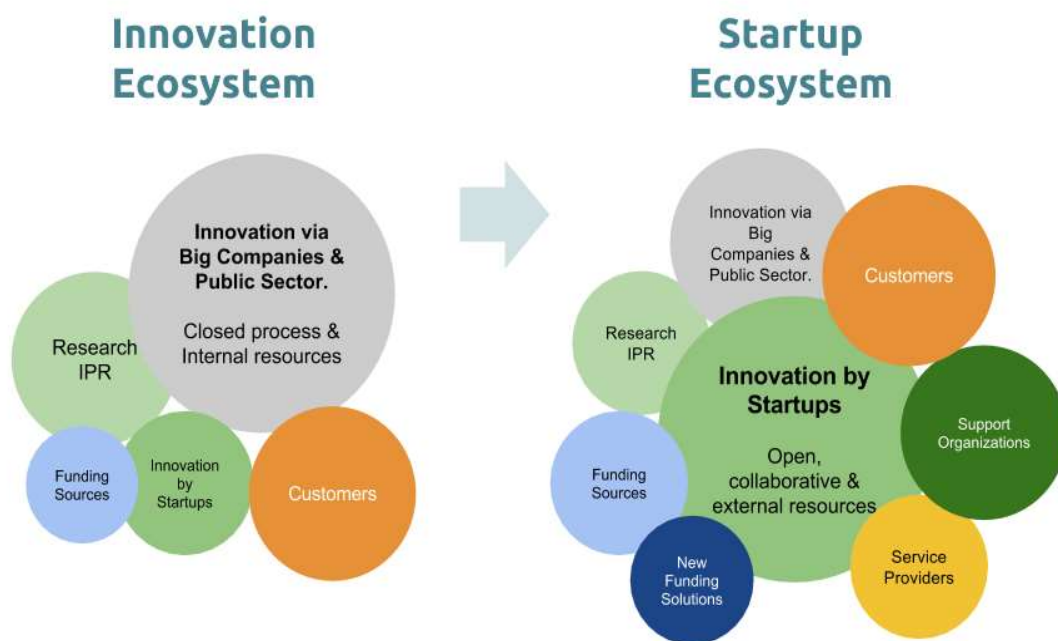 Innovation
Ecosystem
Startup
Ecosystem
Innovation via
Big Companies &
Public Sector.
Closed process &
Internal resources
Research
IPR
Funding
Sources
Innovation
by
Startups
Customers
Innovation via
Big
Companies &
Public Sector.
Customers
Research
IPR
Innovation by
Startups
Open,
collaborative &
external resources
Support
Organizations
Funding
Sources
New
Funding
Solutions
Service
Providers